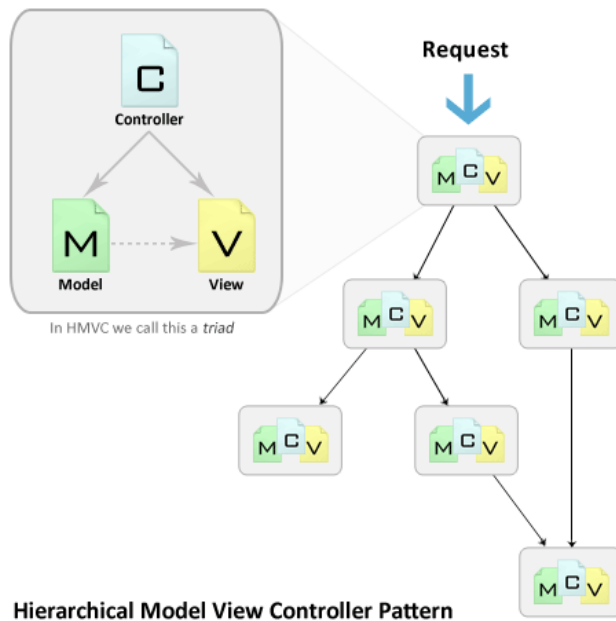 Request
C
Controller
M
V
Model
View
In HMVC we call this a triad
M C V
M C V
M C V
M C V
M C V
M C V
Hierarchical Model View Controller Pattern